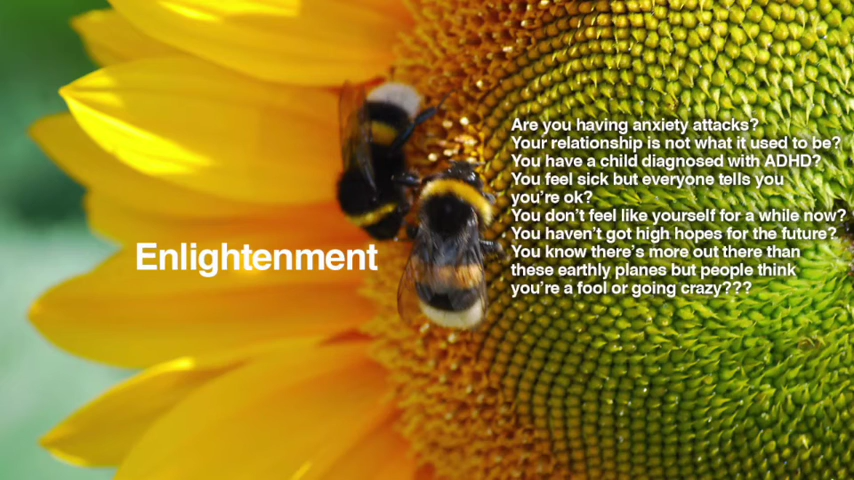 Enlightenment
Are you having anxiety attacks?
Your relationship is not what it used to be?
You have a child diagnosed with ADHD?
You feel sick but everyone tells you
you're ok?
You don't feel like yourself for a while now?
You haven't got high hopes for the future?
You know there's more out there than
these earthly planes but people think
you're a fool or going crazy???